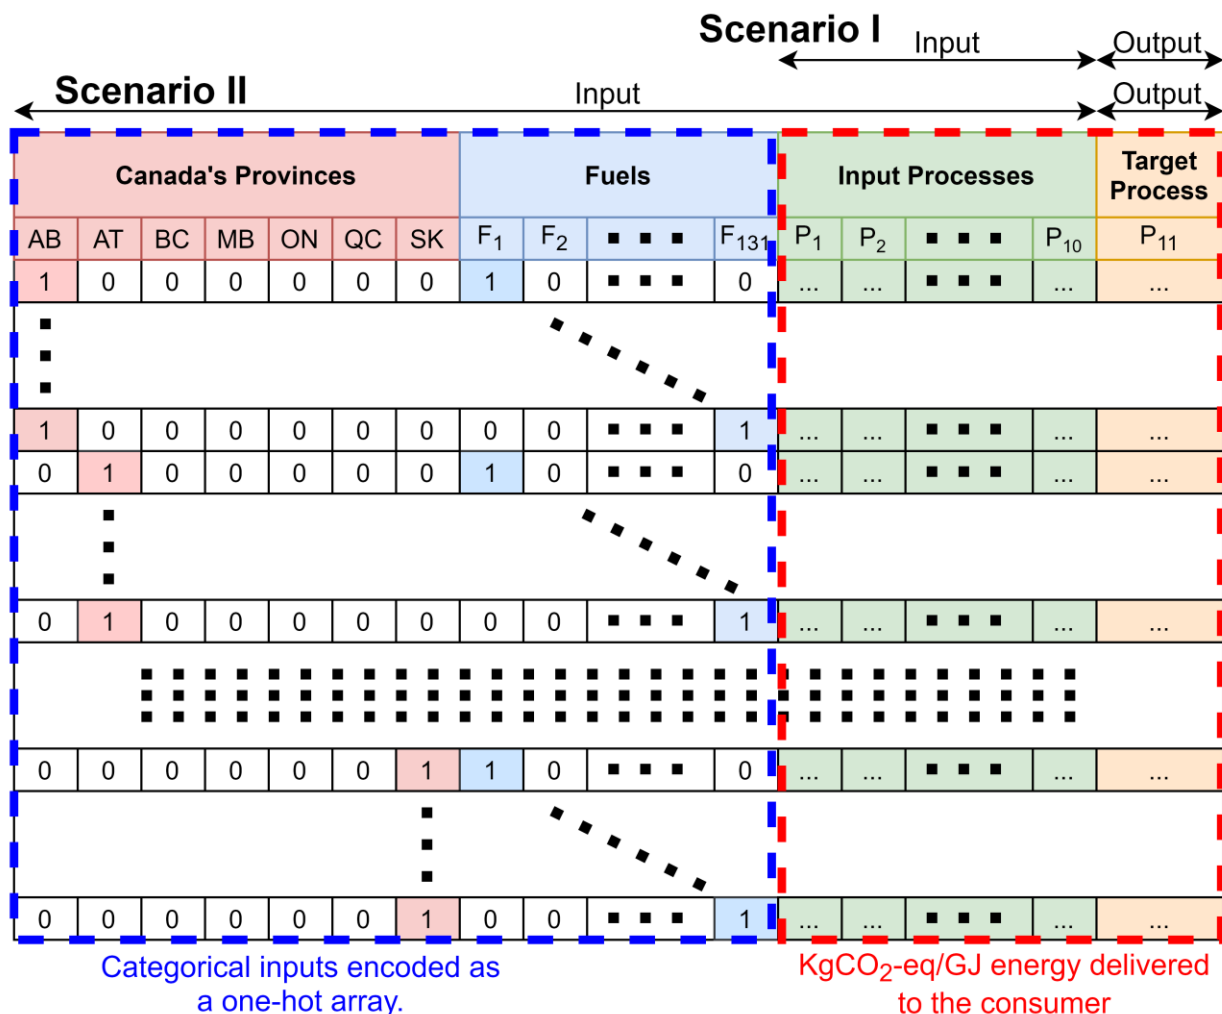 Scenario I
Input Output
Scenario II
Input Output
Canada's Provinces Fuels Input Processes Target Process
AB AT BC MB ON QC SK F1 F2 F131 P1 P2 P10 P11
1 0 0 0 0 0 0 1 0 0 ... ... ... ...
1 0 0 0 0 0 0 0 0 1 ... ... ... ...
0 1 0 0 0 0 0 1 0 0 ... ... ... ...
0 1 0 0 0 0 0 0 0 1 ... ... ... ...
0 0 0 0 0 0 1 1 0 0 ... ... ... ...
0 0 0 0 0 0 1 0 0 1 ... ... ... ...
Categorical inputs encoded as
a one-hot array.
KgCO2-eq/GJ energy delivered
to the consumer